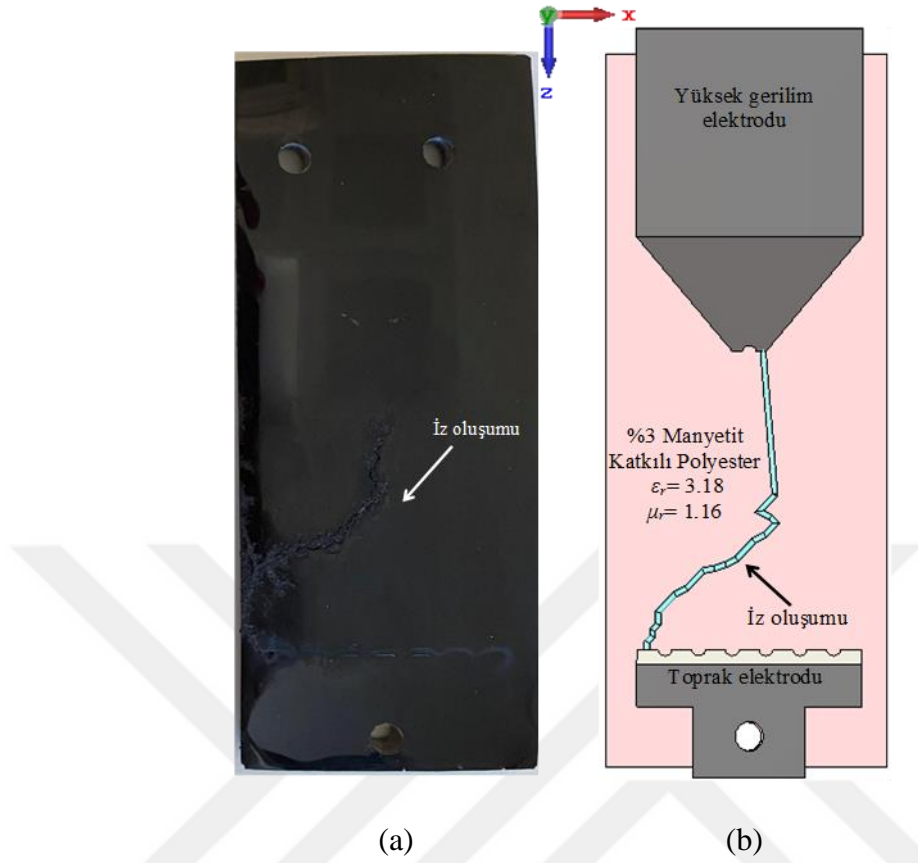 y
x
z
Yüksek gerilim
elektrodu
İz oluşumu
%3 Manyetit
Katkılı Polyester
εr= 3.18
μr= 1.16
İz oluşumu
Toprak elektrodu
(a)
(b)